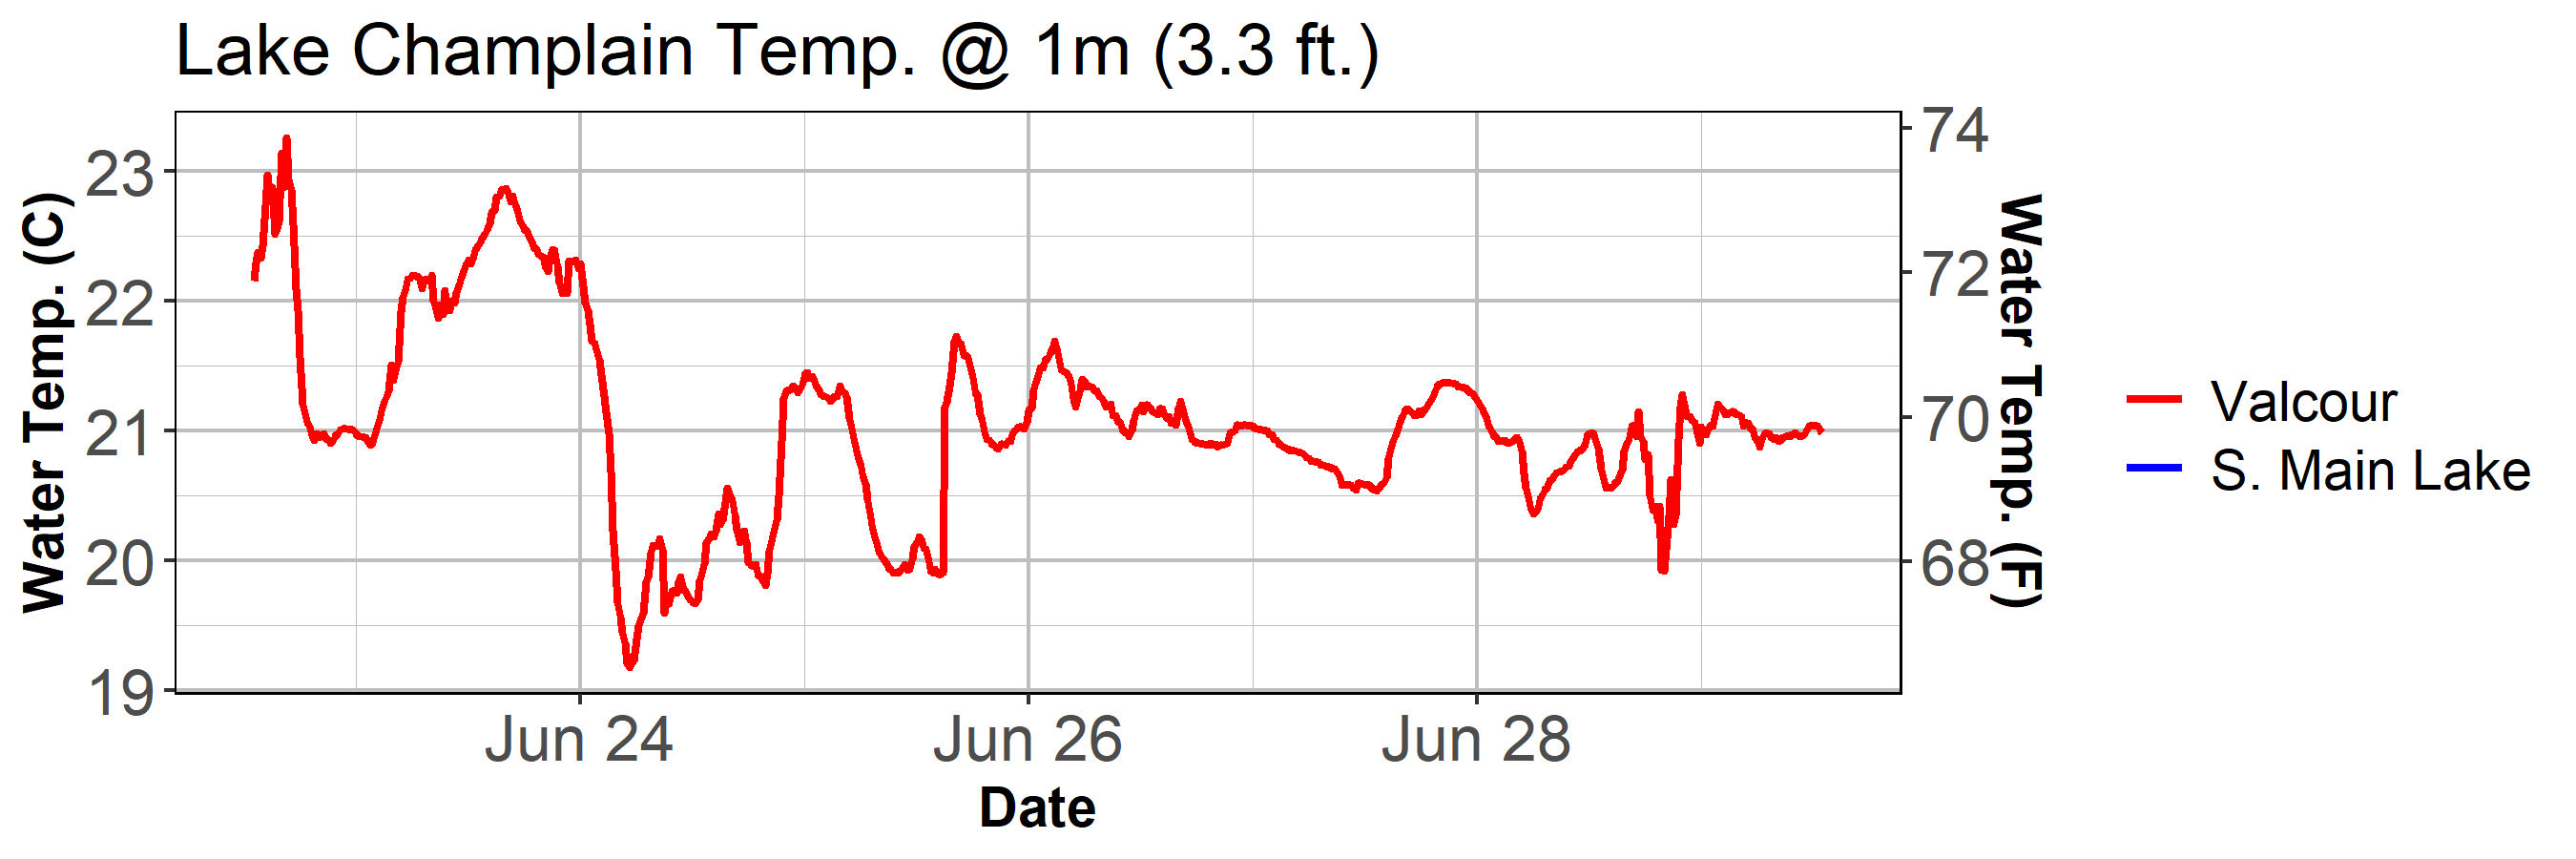 Lake Champlain Temp. @ 1m (3.3 ft.)
Water Temp. (C)
23
22
21
20
19
74
72
70
68
Water Temp. (F)
Jun 24
Jun 26
Jun 28
Date
Valcour
S. Main Lake